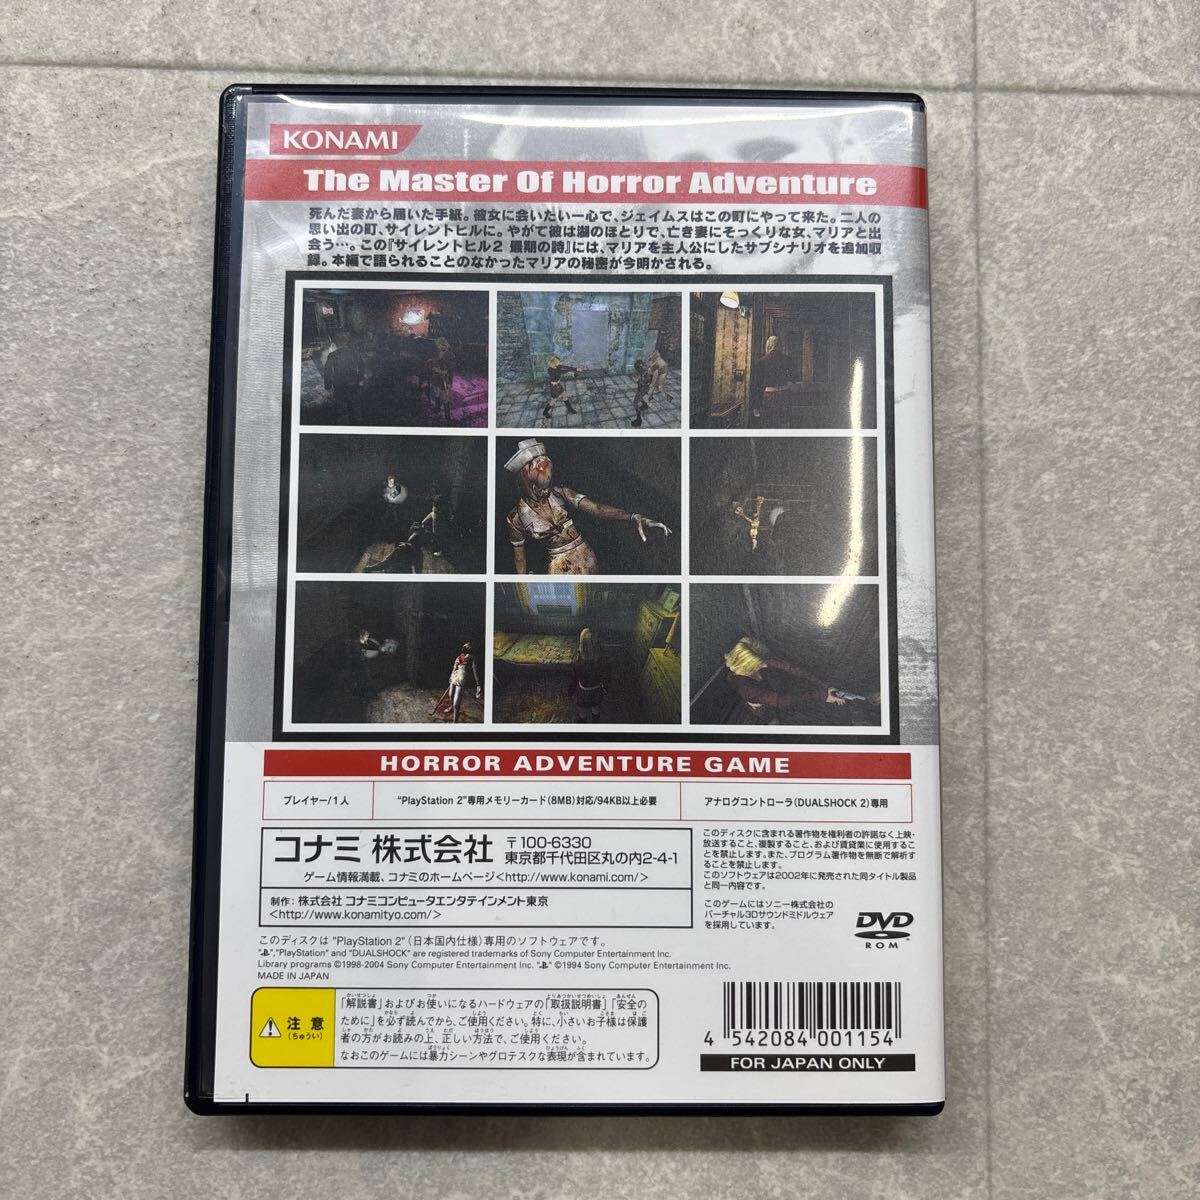 KONAMI
The Master Of Horror Adventure
死んだ妻から届いた手紙。彼女に会いたい一心で、ジェイムスはこの町にやって来た。二人の
思い出の町、サイレントヒルに。やがて彼は湖のほとりで、亡き妻にそっくりな女、マリアと出
会う…。この『サイレントヒル2 最期の詩』には、マリアを主人公にしたサブシナリオを追加収
録。本編で語られることのなかったマリアの秘密が今明かされる。
HORROR ADVENTURE GAME
プレイヤー/1人
"PlayStation 2"専用メモリーカード(8MB)対応/94KB以上必要
アナログコントローラ(DUALSHOCK 2)専用
コナミ 株式会社
〒100-6330
東京都千代田区丸の内2-4-1
ゲーム情報満載、コナミのホームページ<http://www.konami.com/>
制作：株式会社 コナミコンピュータエンタテインメント東京
<http://www.konamityo.com/>
このディスクに含まれる著作物を権利者の許諾なく上映・
放送すること、複製すること、および賃貸業に使用するこ
とを禁止します。また、プログラム著作物を無断で解析す
ることを禁止します。
このソフトウェアは2002年に発売された同タイトル製品
と同一内容です。
このゲームにはソニー株式会社の
バーチャル3Dサウンドミドルウェア
を採用しています。
DVD
ROM
このディスクは "PlayStation 2" (日本国内仕様) 専用のソフトウェアです。
"PlayStation" and "DUALSHOCK" are registered trademarks of Sony Computer Entertainment Inc.
Library programs ©1998-2004 Sony Computer Entertainment Inc. ©1994 Sony Computer Entertainment Inc.
MADE IN JAPAN
注意
(ちゅうい)
「解説書」およびお使いになるハードウェアの「取扱説明書」「安全の
ために」を必ず読んでから、ご使用ください。特に、小さいお子様は保護
者の方がお読みの上、正しい方法で、ご使用ください。
なおこのゲームには暴力シーンやグロテスクな表現が含まれています。
4 542084 001154
FOR JAPAN ONLY